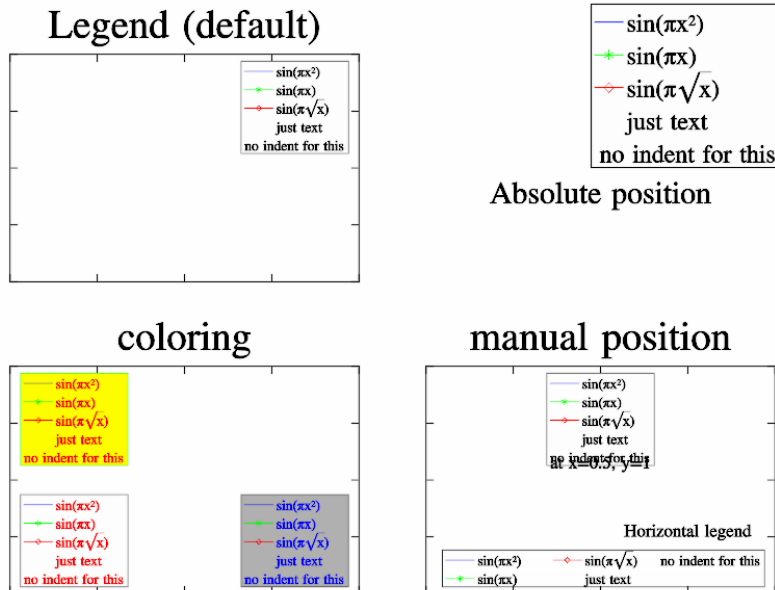 Legend (default)
sin(πx²)
sin(πx)
sin(π√x)
just text
no indent for this
sin(πx²)
sin(πx)
sin(π√x)
just text
no indent for this
Absolute position
coloring
sin(πx²)
sin(πx)
sin(π√x)
just text
no indent for this
sin(πx²)
sin(πx)
sin(π√x)
just text
no indent for this
sin(πx²)
sin(πx)
sin(π√x)
just text
no indent for this
manual position
sin(πx²)
sin(πx)
sin(π√x)
just text
no indent for this
at x=0.5, y=1
Horizontal legend
sin(πx²) sin(π√x) no indent for this
sin(πx) just text